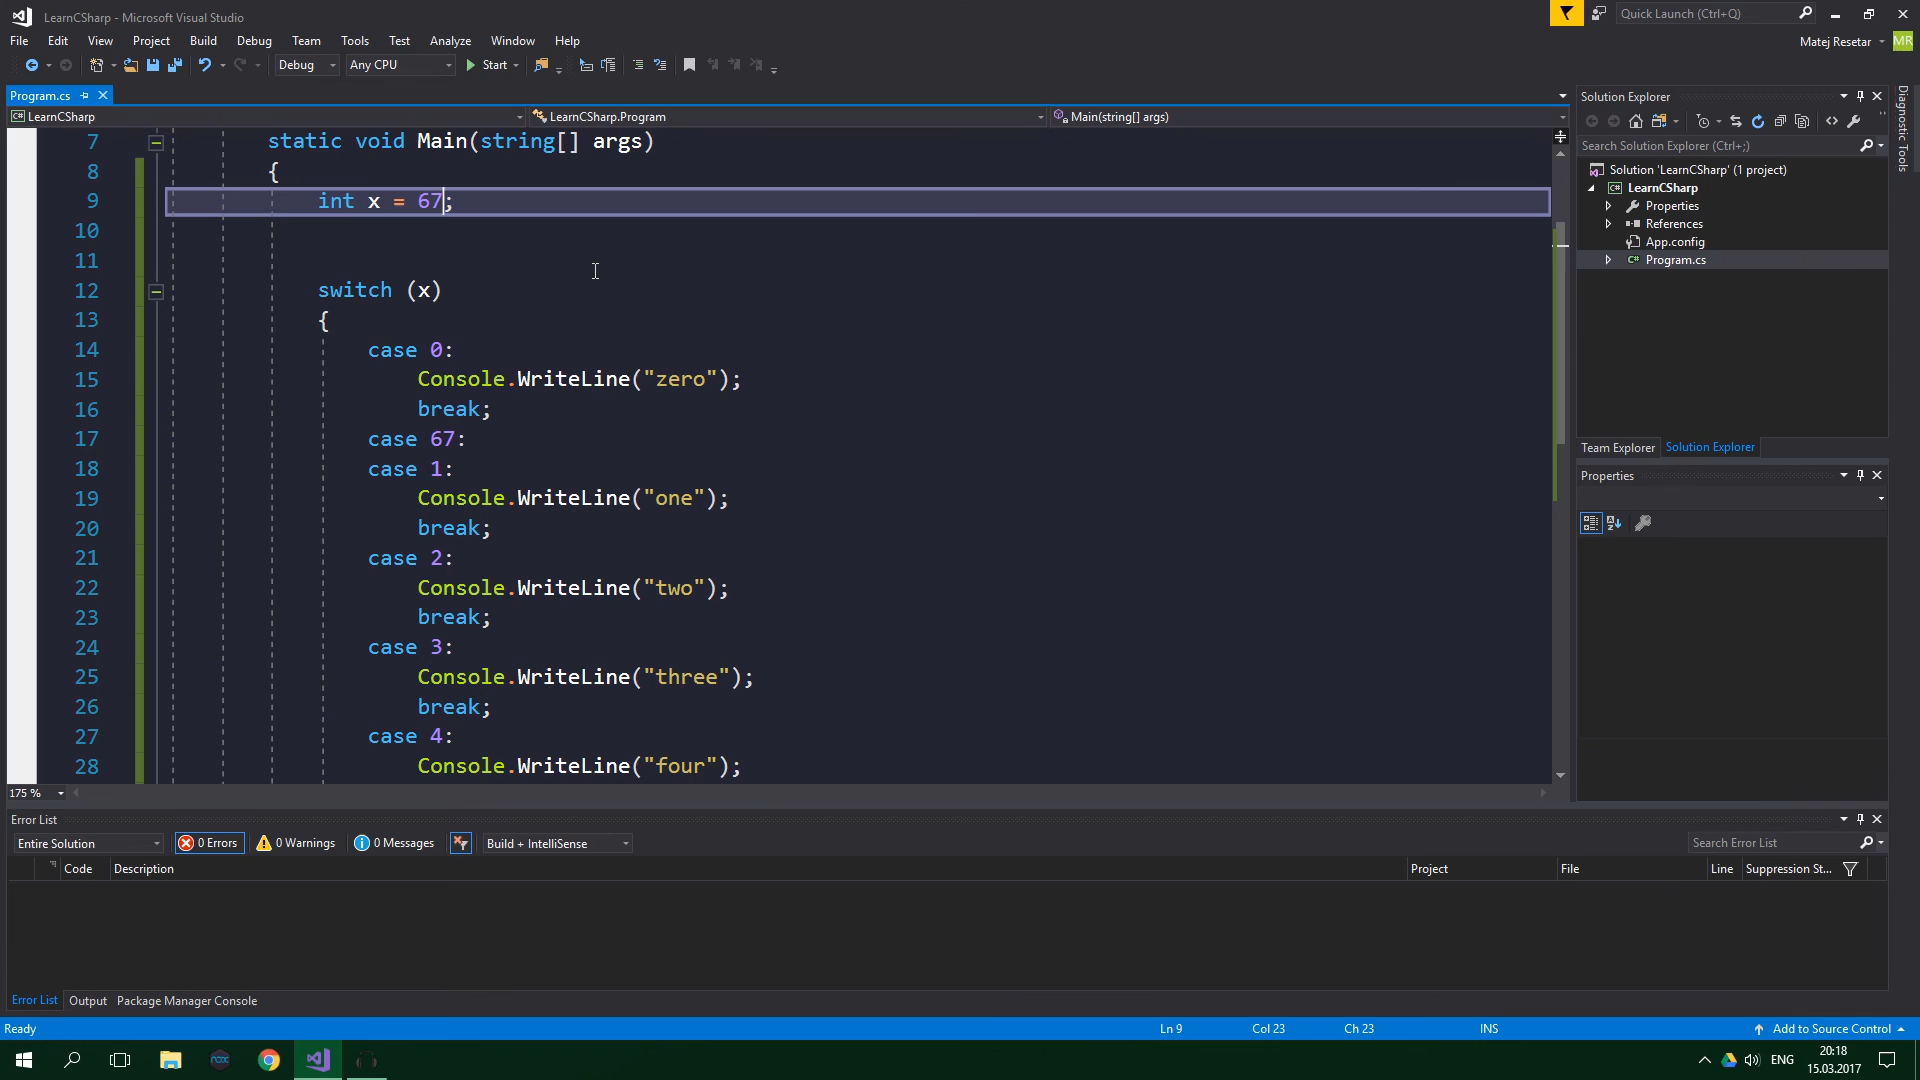 LearnCSharp - Microsoft Visual Studio
Quick Launch (Ctrl+Q)
File Edit View Project Build Debug Team Tools Test Analyze Window Help
Matej Resetar MR
Debug Any CPU Start
Program.cs
LearnCSharp LearnCSharp.Program Main(string[] args)
7 static void Main(string[] args)
8 {
9 int x = 67;
10
11
12 switch (x)
13 {
14 case 0:
15 Console.WriteLine("zero");
16 break;
17 case 67:
18 case 1:
19 Console.WriteLine("one");
20 break;
21 case 2:
22 Console.WriteLine("two");
23 break;
24 case 3:
25 Console.WriteLine("three");
26 break;
27 case 4:
28 Console.WriteLine("four");
175 %
Solution Explorer
Search Solution Explorer (Ctrl+;)
Solution 'LearnCSharp' (1 project)
LearnCSharp
Properties
References
App.config
Program.cs
Team Explorer Solution Explorer
Properties
Diagnostic Tools
Error List
Entire Solution 0 Errors 0 Warnings 0 Messages Build + IntelliSense Search Error List
Code Description Project File Line Suppression St...
Error List Output Package Manager Console
Ready Ln 9 Col 23 Ch 23 INS Add to Source Control
ENG 20:18
15.03.2017